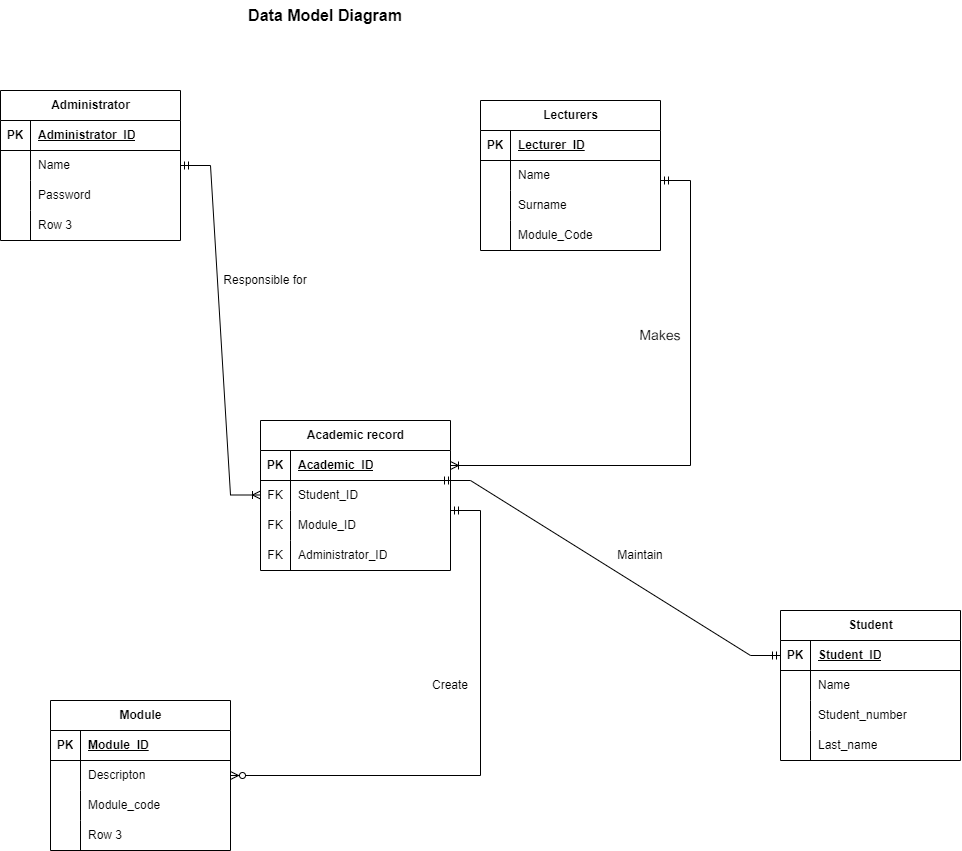 Data Model Diagram
Administrator
PK Administrator_ID
Name
Password
Row 3
Lecturers
PK Lecturer_ID
Name
Surname
Module_Code
Responsible for
Makes
Academic record
PK Academic_ID
FK Student_ID
FK Module_ID
FK Administrator_ID
Maintain
Student
PK Student_ID
Name
Student_number
Last_name
Create
Module
PK Module_ID
Descripton
Module_code
Row 3